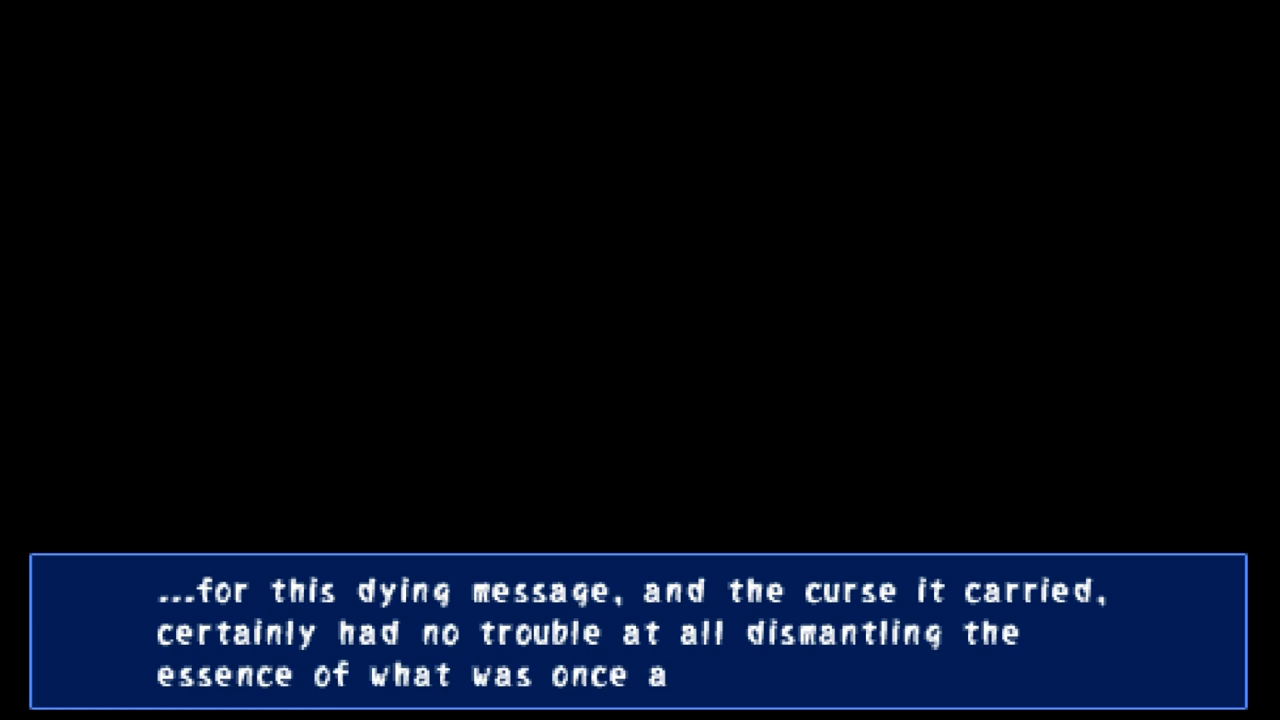 ...for this dying message, and the curse it carried,
certainly had no trouble at all dismantling the
essence of what was once a